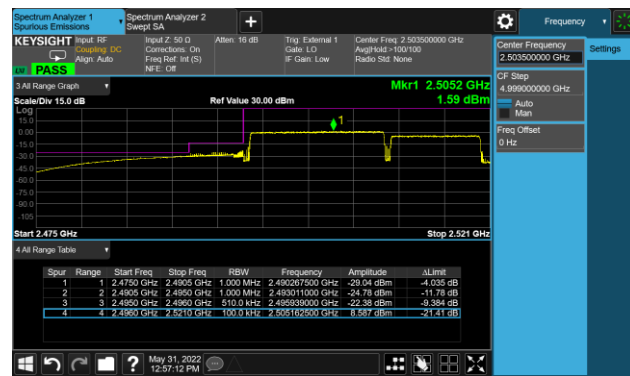 Spectrum Analyzer 1
Spurious Emissions
Spectrum Analyzer 2
Swept SA
Frequency
KEYSIGHT
Input: RF
Coupling: DC
Align: Auto
Input Z: 50 Ω
Corrections: On
Freq Ref: Int (S)
NFE: Off
Atten: 16 dB
Trig: External 1
Gate: LO
IF Gain: Low
Center Freq: 2.503500000 GHz
Avg|Hold:>100/100
Radio Std: None
PASS
Center Frequency
2.503500000 GHz
Settings
CF Step
4.999000000 GHz
Auto
Man
Freq Offset
0 Hz
3 All Range Graph
Mkr1 2.5052 GHz
Scale/Div 15.0 dB
Ref Value 30.00 dBm
1.59 dBm
Log
15.0
0.00
-15.0
-30.0
-45.0
-60.0
-75.0
-90.0
-105
1
Start 2.475 GHz
Stop 2.521 GHz
4 All Range Table
Spur Range Start Freq Stop Freq RBW Frequency Amplitude ΔLimit
1 1 2.4750 GHz 2.4905 GHz 1.000 MHz 2.490267500 GHz -29.04 dBm -4.035 dB
2 2 2.4905 GHz 2.4950 GHz 1.000 MHz 2.493011000 GHz -24.78 dBm -11.78 dB
3 3 2.4950 GHz 2.4960 GHz 510.0 kHz 2.495939000 GHz -22.38 dBm -9.384 dB
4 4 2.4960 GHz 2.5210 GHz 100.0 kHz 2.505162500 GHz 8.587 dBm -21.41 dB
?
May 31, 2022
12:57:12 PM